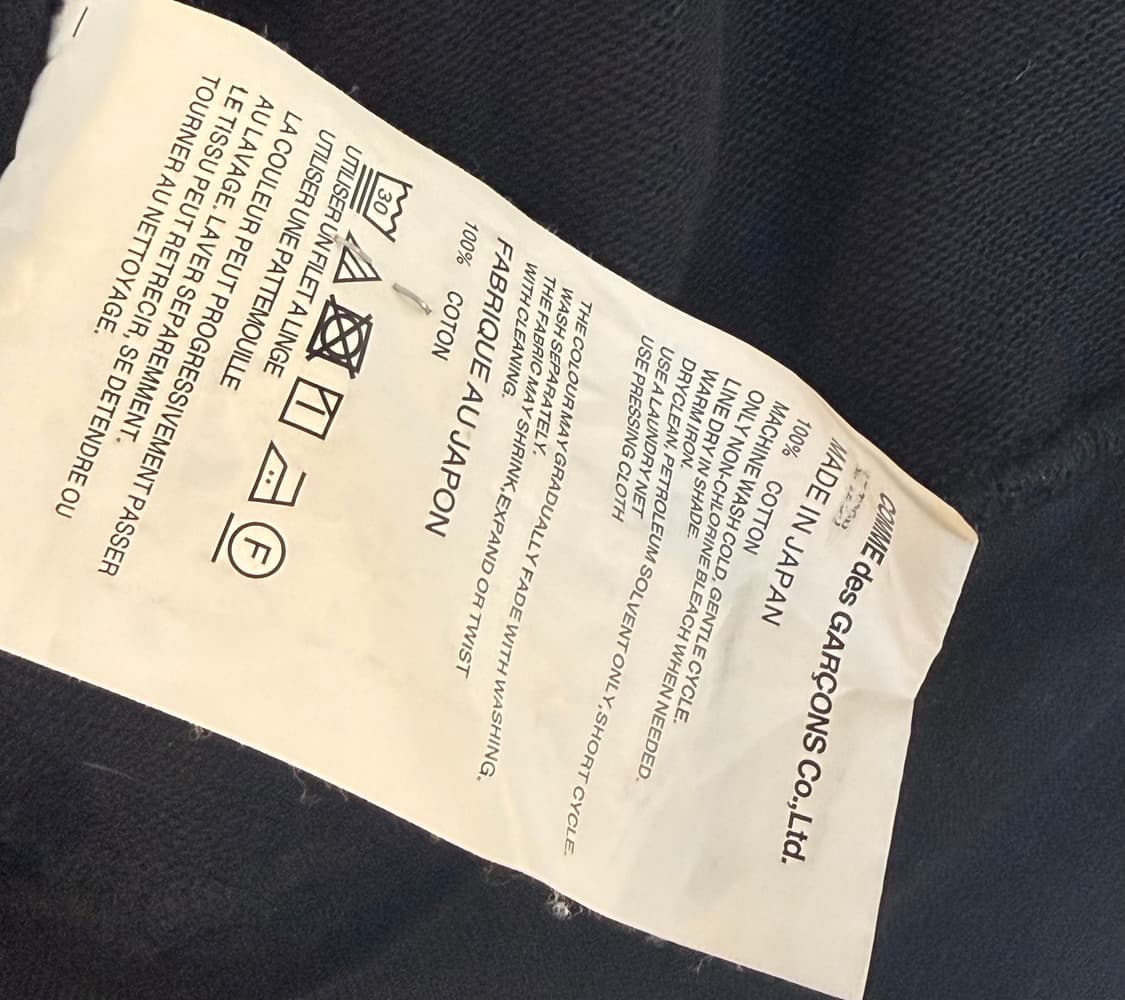 COMME des GARÇONS Co.,Ltd.
MADE IN JAPAN
100% COTTON
MACHINE WASH COLD, GENTLE CYCLE.
ONLY NON-CHLORINE BLEACH WHEN NEEDED.
LINE DRY IN SHADE.
WARM IRON.
DRYCLEAN, PETROLEUM SOLVENT ONLY, SHORT CYCLE.
USE A LAUNDRY NET
USE PRESSING CLOTH
THE COLOUR MAY GRADUALLY FADE WITH WASHING.
WASH SEPARATELY.
THE FABRIC MAY SHRINK, EXPAND OR TWIST
WITH CLEANING.
FABRIQUE AU JAPON
100% COTON
30
F
UTILISER UN FILET A LINGE
UTILISER UNE PATTEMOUILLE
LA COULEUR PEUT PROGRESSIVEMENT PASSER
AU LAVAGE. LAVER SEPAREMMENT.
LE TISSU PEUT RETRECIR, SE DETENDRE OU
TOURNER AU NETTOYAGE.